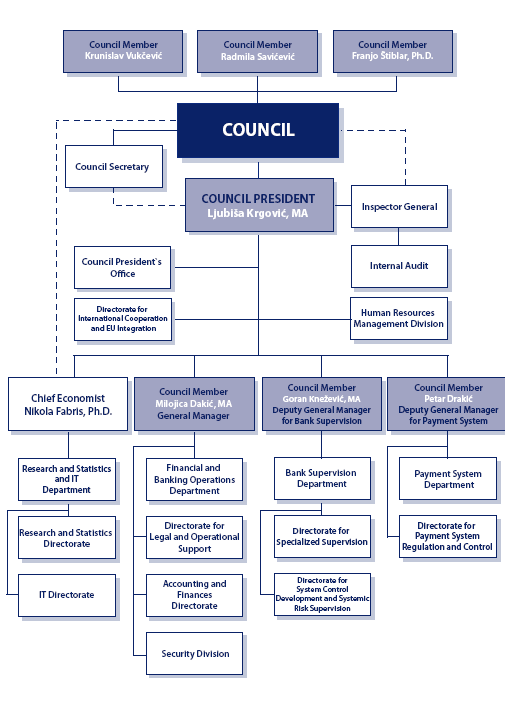 Council Member
Krunislav Vukčević
Council Member
Radmila Savićević
Council Member
Franjo Štiblar, Ph.D.
COUNCIL
Council Secretary
COUNCIL PRESIDENT
Ljubiša Krgović, MA
Inspector General
Council President`s
Office
Internal Audit
Directorate for
International Cooperation
and EU Integration
Human Resources
Management Division
Chief Economist
Nikola Fabris, Ph.D.
Council Member
Milojica Dakić, MA
General Manager
Council Member
Goran Knežević, MA
Deputy General Manager
for Bank Supervision
Council Member
Petar Drakić
Deputy General Manager
for Payment System
Research and Statistics
and IT
Department
Financial and
Banking Operations
Department
Bank Supervision
Department
Payment System
Department
Research and Statistics
Directorate
Directorate for
Legal and Operational
Support
Directorate for
Specialized Supervision
Directorate for
Payment System
Regulation and Control
IT Directorate
Accounting and
Finances
Directorate
Directorate for
System Control
Development and Systemic
Risk Supervision
Security Division